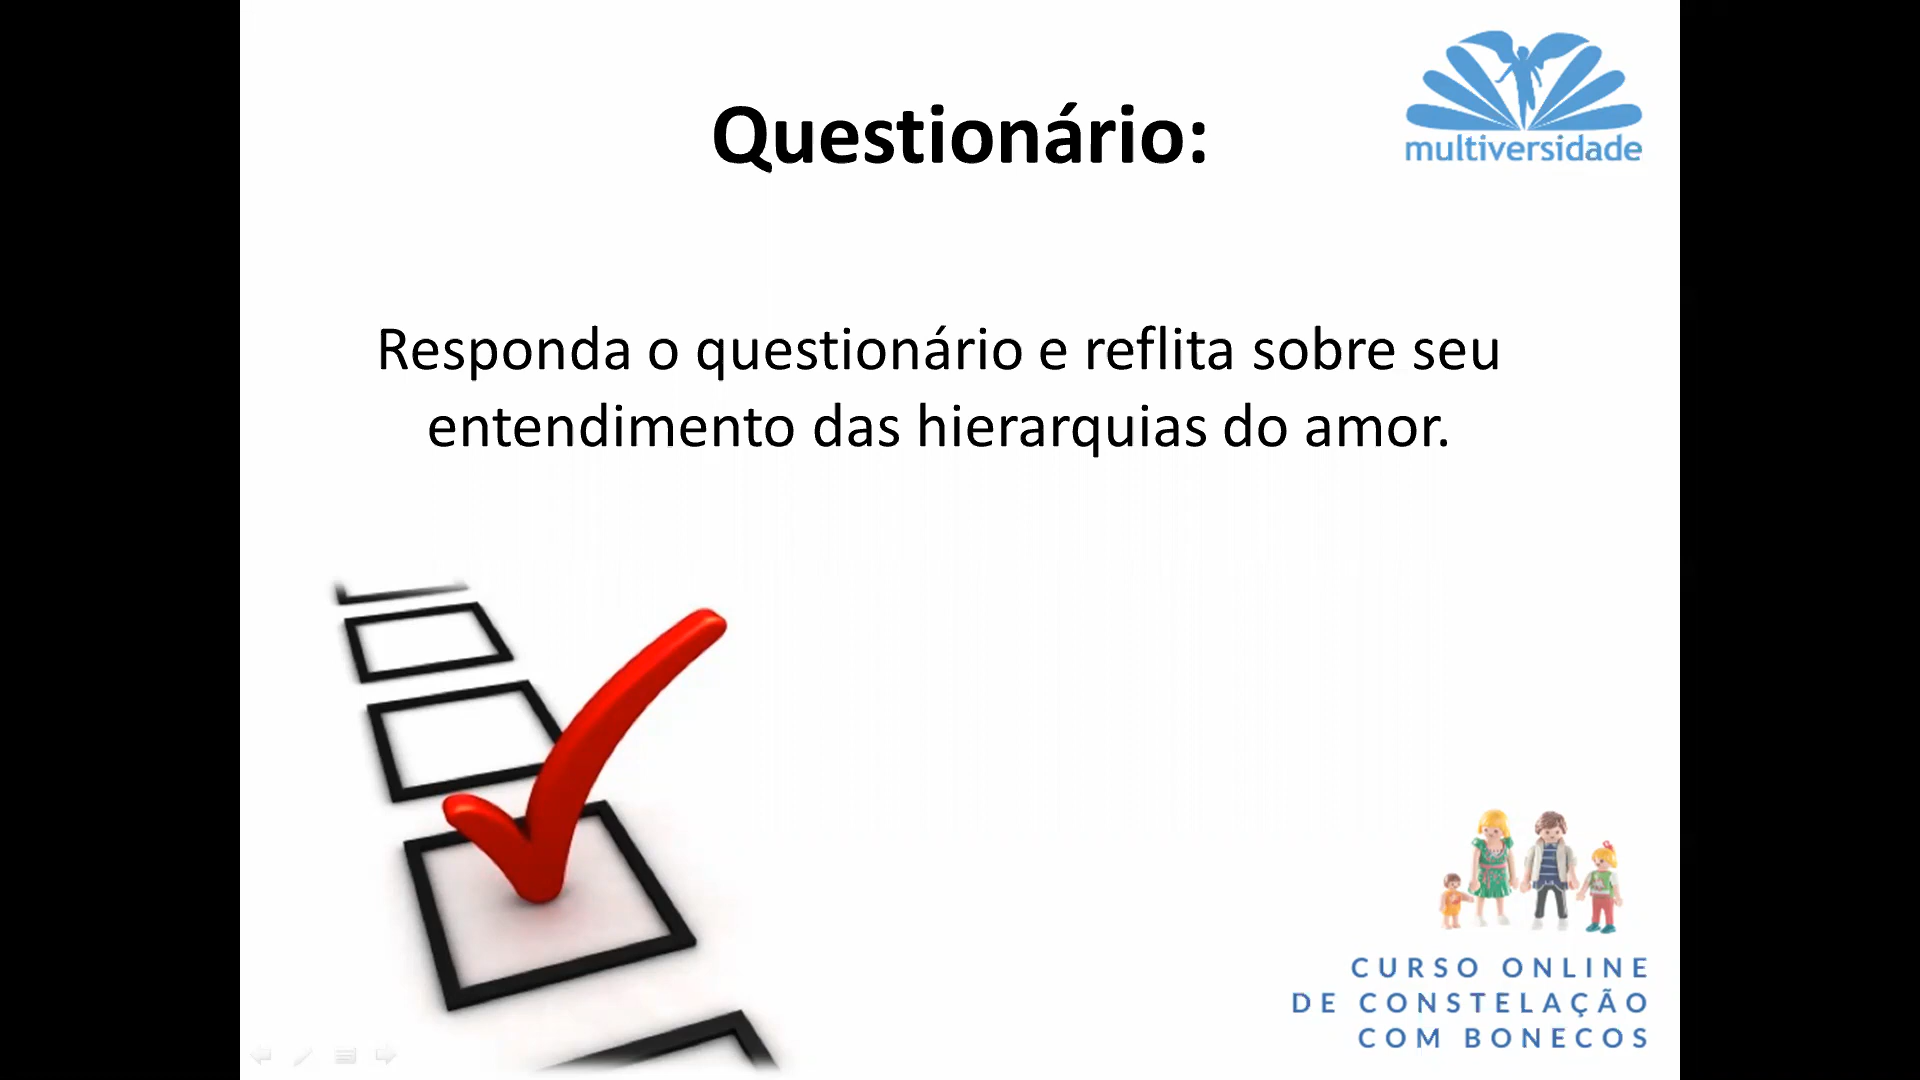 Questionário:
multiversidade
Responda o questionário e reflita sobre seu
entendimento das hierarquias do amor.
CURSO ONLINE
DE CONSTELAÇÃO
COM BONECOS